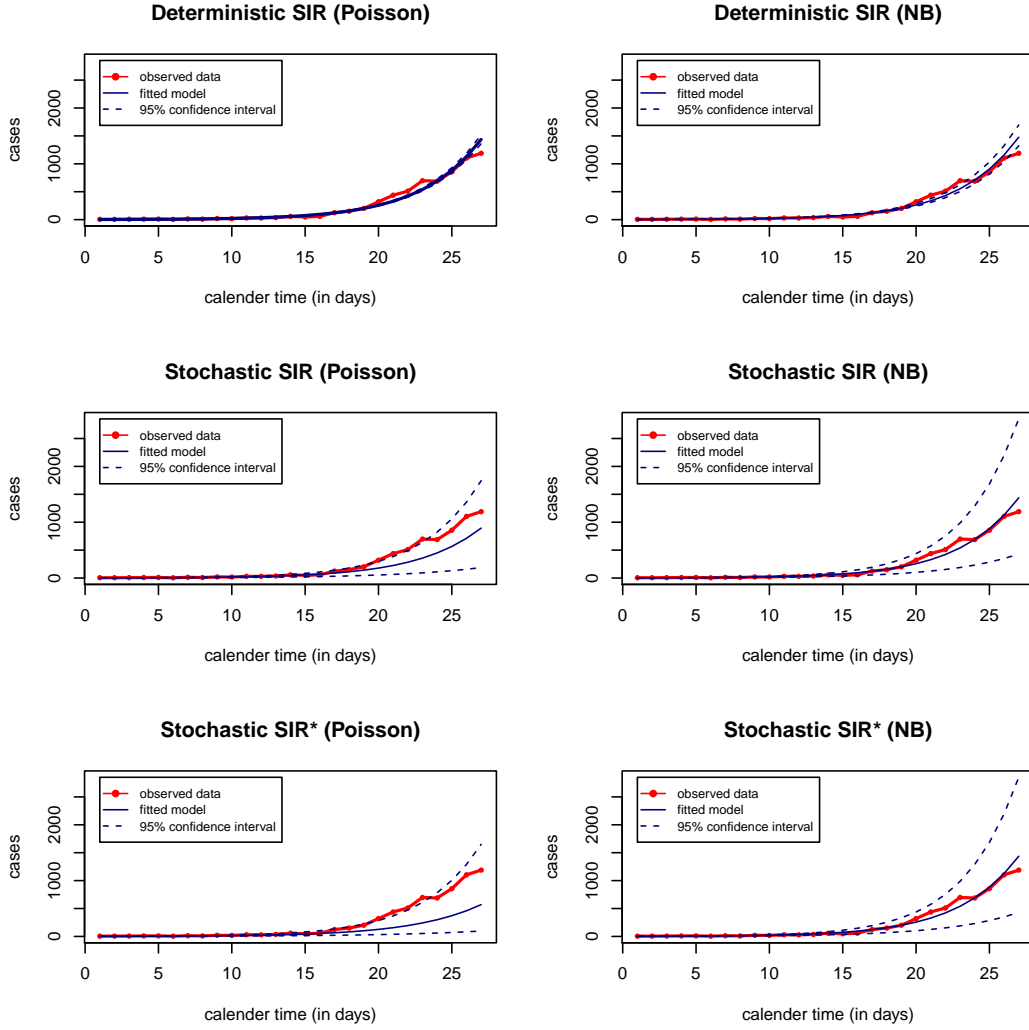 Deterministic SIR (Poisson)
cases
0 1000 2000
observed data
fitted model
95% confidence interval
0 5 10 15 20 25
calender time (in days)
Deterministic SIR (NB)
cases
0 1000 2000
observed data
fitted model
95% confidence interval
0 5 10 15 20 25
calender time (in days)
Stochastic SIR (Poisson)
cases
0 1000 2000
observed data
fitted model
95% confidence interval
0 5 10 15 20 25
calender time (in days)
Stochastic SIR (NB)
cases
0 1000 2000
observed data
fitted model
95% confidence interval
0 5 10 15 20 25
calender time (in days)
Stochastic SIR* (Poisson)
cases
0 1000 2000
observed data
fitted model
95% confidence interval
0 5 10 15 20 25
calender time (in days)
Stochastic SIR* (NB)
cases
0 1000 2000
observed data
fitted model
95% confidence interval
0 5 10 15 20 25
calender time (in days)